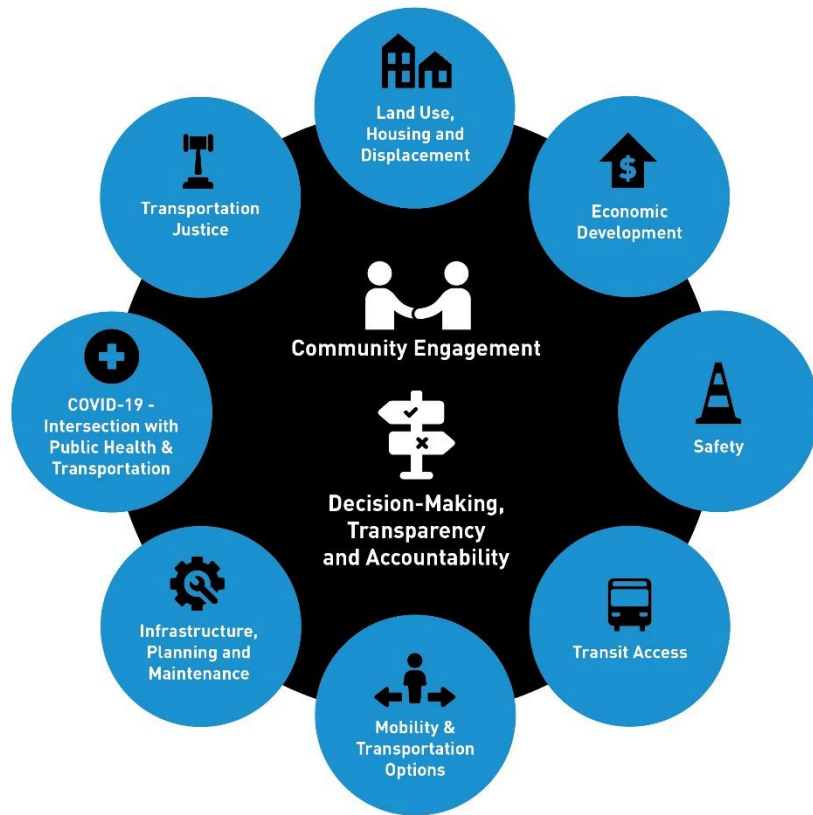 Land Use,
Housing and
Displacement
Transportation
Justice
$
Economic
Development
Community Engagement
COVID-19 -
Intersection with
Public Health &
Transportation
Safety
Decision-Making,
Transparency
and Accountability
Infrastructure,
Planning and
Maintenance
Transit Access
Mobility &
Transportation
Options